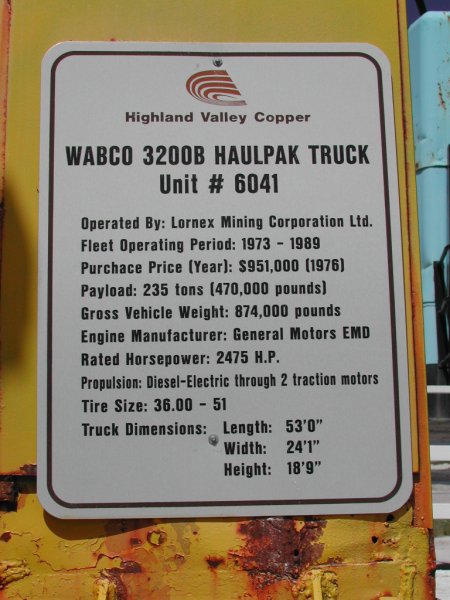 Highland Valley Copper
WABCO 3200B HAULPAK TRUCK
Unit # 6041
Operated By: Lornex Mining Corporation Ltd.
Fleet Operating Period: 1973 - 1989
Purchace Price (Year): $951,000 (1976)
Payload: 235 tons (470,000 pounds)
Gross Vehicle Weight: 874,000 pounds
Engine Manufacturer: General Motors EMD
Rated Horsepower: 2475 H.P.
Propulsion: Diesel-Electric through 2 traction motors
Tire Size: 36.00 - 51
Truck Dimensions: Length: 53'0"
Width: 24'1"
Height: 18'9"